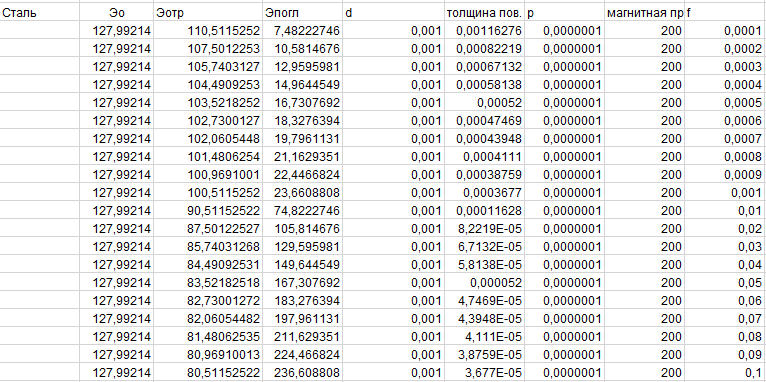 Сталь Эо Эотр Эпогл d толщина пов. р магнитная пр f
127,99214 110,5115252 7,48222746 0,001 0,00116276 0,0000001 200 0,0001
127,99214 107,5012253 10,5814676 0,001 0,00082219 0,0000001 200 0,0002
127,99214 105,7403127 12,9595981 0,001 0,00067132 0,0000001 200 0,0003
127,99214 104,4909253 14,9644549 0,001 0,00058138 0,0000001 200 0,0004
127,99214 103,5218252 16,7307692 0,001 0,00052 0,0000001 200 0,0005
127,99214 102,7300127 18,3276394 0,001 0,00047469 0,0000001 200 0,0006
127,99214 102,0605448 19,7961131 0,001 0,00043948 0,0000001 200 0,0007
127,99214 101,4806254 21,1629351 0,001 0,0004111 0,0000001 200 0,0008
127,99214 100,9691001 22,4466824 0,001 0,00038759 0,0000001 200 0,0009
127,99214 100,5115252 23,6608808 0,001 0,0003677 0,0000001 200 0,001
127,99214 90,51152522 74,8222746 0,001 0,00011628 0,0000001 200 0,01
127,99214 87,50122527 105,814676 0,001 8,2219E-05 0,0000001 200 0,02
127,99214 85,74031268 129,595981 0,001 6,7132E-05 0,0000001 200 0,03
127,99214 84,49092531 149,644549 0,001 5,8138E-05 0,0000001 200 0,04
127,99214 83,52182518 167,307692 0,001 0,000052 0,0000001 200 0,05
127,99214 82,73001272 183,276394 0,001 4,7469E-05 0,0000001 200 0,06
127,99214 82,06054482 197,961131 0,001 4,3948E-05 0,0000001 200 0,07
127,99214 81,48062535 211,629351 0,001 4,111E-05 0,0000001 200 0,08
127,99214 80,96910013 224,466824 0,001 3,8759E-05 0,0000001 200 0,09
127,99214 80,51152522 236,608808 0,001 3,677E-05 0,0000001 200 0,1